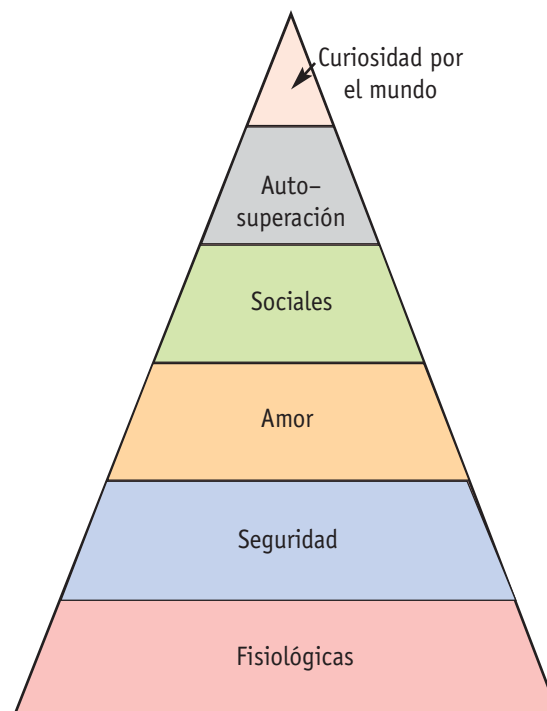 Curiosidad por
el mundo
Auto–
superación
Sociales
Amor
Seguridad
Fisiológicas